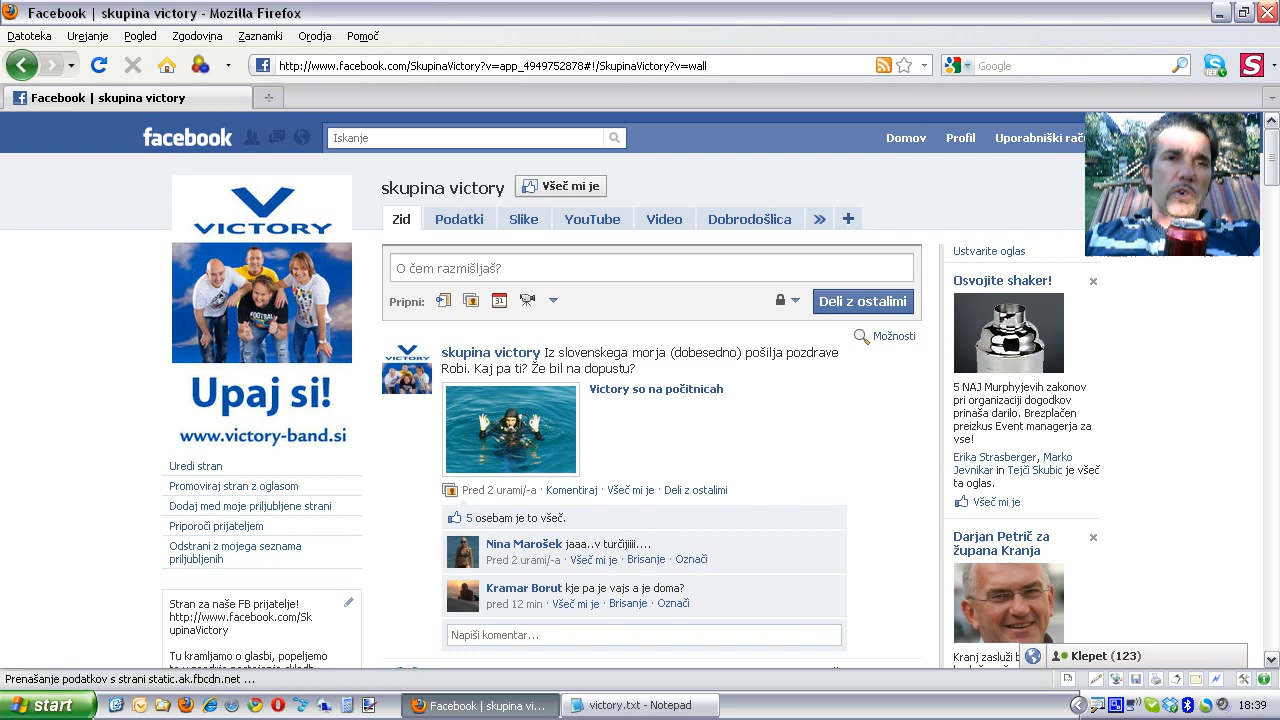 Facebook | skupina victory - Mozilla Firefox
Datoteka Urejanje Pogled Zgodovina Zaznamki Orodja Pomoč
http://www.facebook.com/SkupinaVictory?v=app_4949752878#!/SkupinaVictory?v=wall
Google
Facebook | skupina victory
facebook
Iskanje
Domov Profil Uporabniški rač
VICTORY
Upaj si!
www.victory-band.si
Uredi stran
Promoviraj stran z oglasom
Dodaj med moje priljubljene strani
Priporoči prijateljem
Odstrani z mojega seznama
priljubljenih
Stran za naše FB prijatelje!
http://www.facebook.com/Sk
upinaVictory
Tu kramljamo o glasbi, popeljemo
skupina victory Všeč mi je
Zid Podatki Slike YouTube Video Dobrodošlica » +
O čem razmišljaš?
Pripni: 31
Deli z ostalimi
Možnosti
VICTORY
skupina victory Iz slovenskega morja (dobesedno) pošilja pozdrave
Robi. Kaj pa ti? Že bil na dopustu?
Victory so na počitnicah
Pred 2 urami/-a · Komentiraj · Všeč mi je · Deli z ostalimi
5 osebam je to všeč.
Nina Marošek jaaa..v turčijiiii....
Pred 2 urami/-a · Všeč mi je · Brisanje · Označi
Kramar Borut kje pa je vajs a je doma?
pred 12 min · Všeč mi je · Brisanje · Označi
Napiši komentar...
Ustvarite oglas
Osvojite shaker!
5 NAJ Murphyjevih zakonov
pri organizaciji dogodkov
prinaša darilo. Brezplačen
preizkus Event managerja za
vse!
Erika Strasberger, Marko
Jevnikar in Tejči Skubic je všeč
ta oglas.
Všeč mi je
Darjan Petrič za
župana Kranja
Kranj zasluži
Klepet (123)
Prenašanje podatkov s strani static.ak.fbcdn.net ...
start
Facebook | skupina vi...
victory.txt - Notepad
18:39